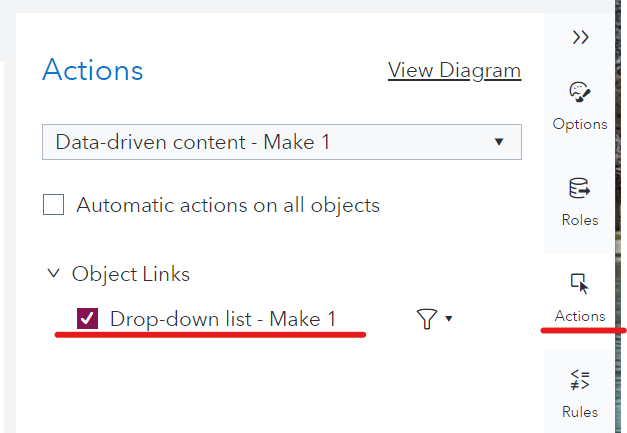 Actions
View Diagram
Data-driven content - Make 1
Automatic actions on all objects
Object Links
Drop-down list - Make 1
Options
Roles
Actions
Rules